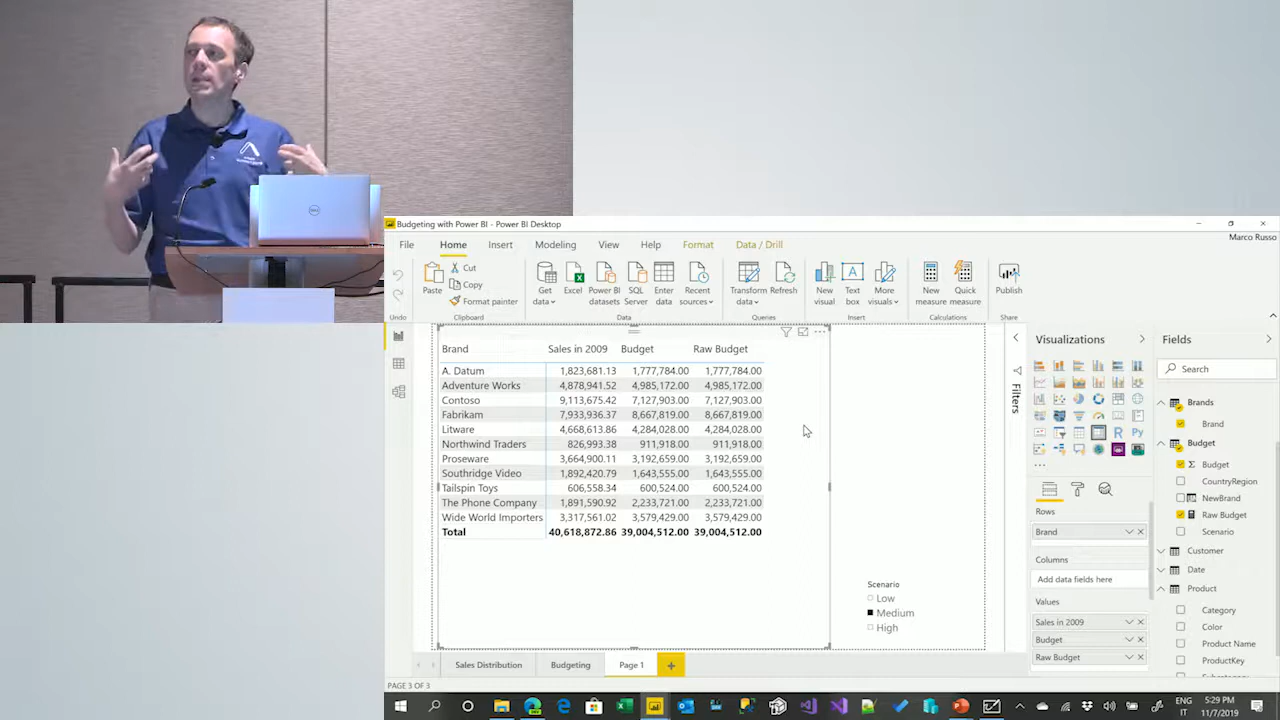 DELL
Budgeting with Power BI - Power BI Desktop
Marco Russo
File Home Insert Modeling View Help Format Data / Drill
Paste
Cut
Copy
Format painter
Get data
Excel
Power BI datasets
SQL Server
Enter data
Recent sources
Transform data
Refresh
New visual
Text box
More visuals
New measure
Quick measure
Publish
Undo Clipboard Data Queries Insert Calculations Share
Brand Sales in 2009 Budget Raw Budget
A. Datum 1,823,681.13 1,777,784.00 1,777,784.00
Adventure Works 4,878,941.52 4,985,172.00 4,985,172.00
Contoso 9,113,675.42 7,127,903.00 7,127,903.00
Fabrikam 7,933,936.37 8,667,819.00 8,667,819.00
Litware 4,668,613.86 4,284,028.00 4,284,028.00
Northwind Traders 826,993.38 911,918.00 911,918.00
Proseware 3,664,900.11 3,192,659.00 3,192,659.00
Southridge Video 1,892,420.79 1,643,555.00 1,643,555.00
Tailspin Toys 606,558.34 600,524.00 600,524.00
The Phone Company 1,891,590.92 2,233,721.00 2,233,721.00
Wide World Importers 3,317,561.02 3,579,429.00 3,579,429.00
Total 40,618,872.86 39,004,512.00 39,004,512.00
Scenario
Low
Medium
High
Filters
Visualizations
R Py
Rows
Brand
Columns
Add data fields here
Values
Sales in 2009
Budget
Raw Budget
Fields
Search
Brands
Brand
Budget
Budget
CountryRegion
NewBrand
Raw Budget
Scenario
Customer
Date
Product
Category
Color
Product Name
ProductKey
Sales Distribution Budgeting Page 1
PAGE 3 OF 3
ENG
IT
5:29 PM
11/7/2019